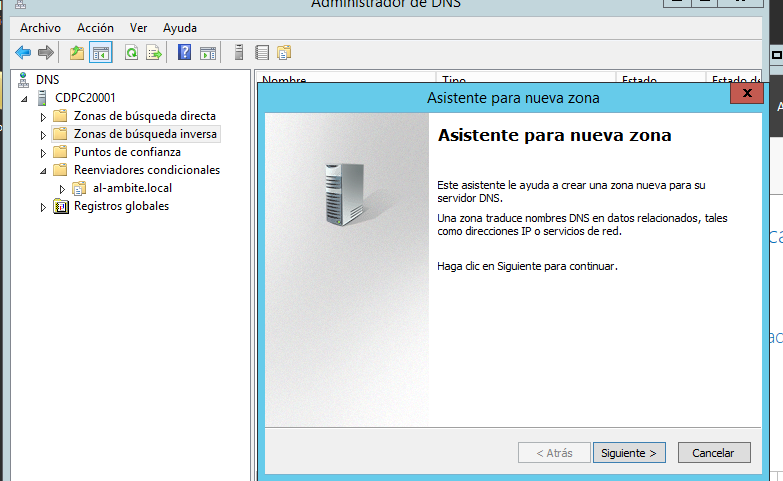 Administrador de DNS
Archivo Acción Ver Ayuda
DNS
CDPC20001
Zonas de búsqueda directa
Zonas de búsqueda inversa
Puntos de confianza
Reenviadores condicionales
al-ambite.local
Registros globales
Nombre Tipo Estado Estado de
Asistente para nueva zona
x
Asistente para nueva zona
Este asistente le ayuda a crear una zona nueva para su
servidor DNS.
Una zona traduce nombres DNS en datos relacionados, tales
como direcciones IP o servicios de red.
Haga clic en Siguiente para continuar.
< Atrás Siguiente > Cancelar